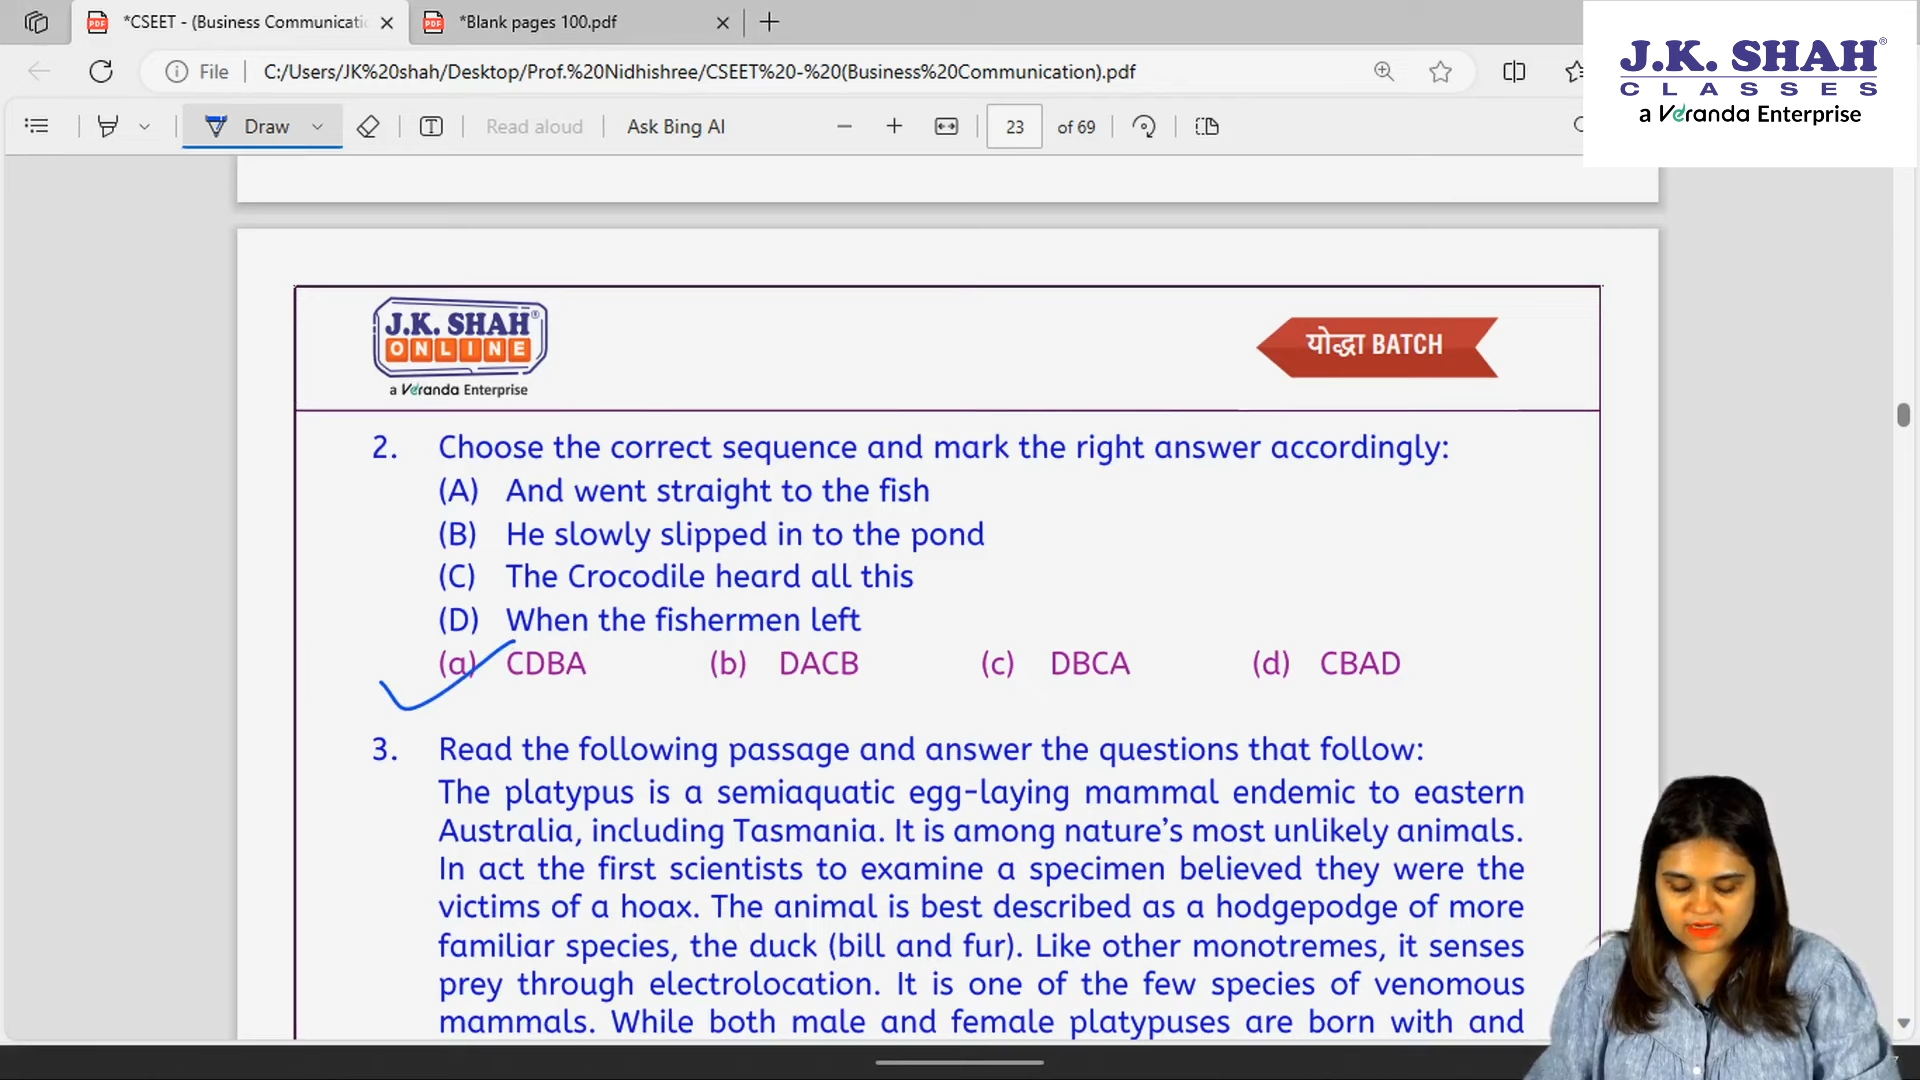 *CSEET - (Business Communicati
*Blank pages 100.pdf
File
C:/Users/JK%20shah/Desktop/Prof.%20Nidhishree/CSEET%20-%20(Business%20Communication).pdf
J.K. SHAH®
CLASSES
a Veranda Enterprise
Draw
Read aloud
Ask Bing AI
23
of 69
J.K. SHAH®
ONLINE
a Veranda Enterprise
योद्धा BATCH
2. Choose the correct sequence and mark the right answer accordingly:
(A) And went straight to the fish
(B) He slowly slipped in to the pond
(C) The Crocodile heard all this
(D) When the fishermen left
(a) CDBA (b) DACB (c) DBCA (d) CBAD
3. Read the following passage and answer the questions that follow:
The platypus is a semiaquatic egg-laying mammal endemic to eastern
Australia, including Tasmania. It is among nature's most unlikely animals.
In act the first scientists to examine a specimen believed they were the
victims of a hoax. The animal is best described as a hodgepodge of more
familiar species, the duck (bill and fur). Like other monotremes, it senses
prey through electrolocation. It is one of the few species of venomous
mammals. While both male and female platypuses are born with and